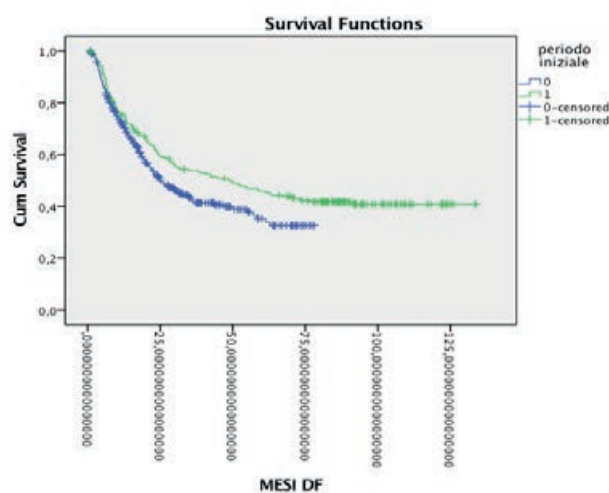 Survival Functions
periodo
iniziale
0
1
0-censored
1-censored
Cum Survival
1,0
0,8
0,6
0,4
0,2
0,0
MESI DF